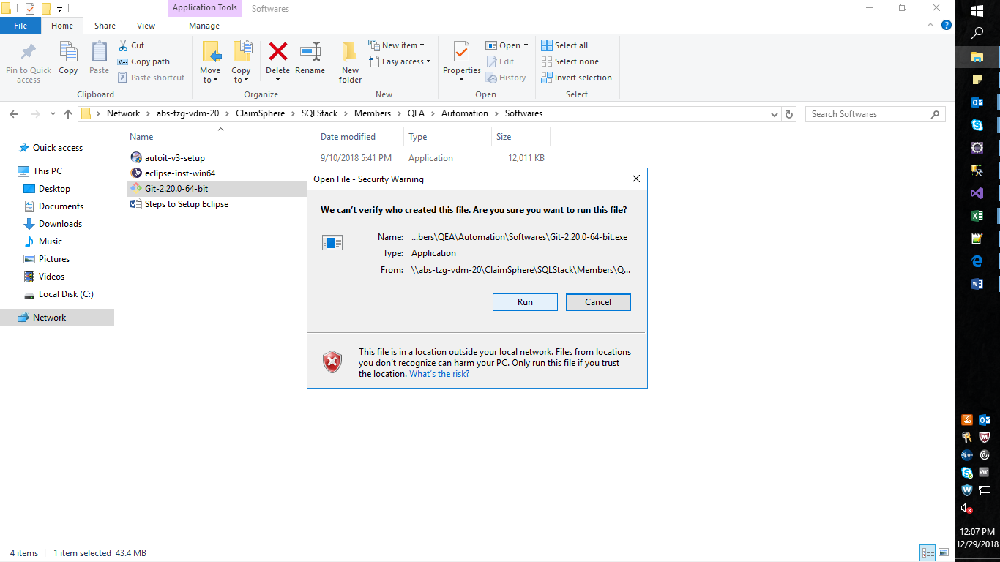 Application Tools Softwares
File Home Share View Manage
Pin to Quick access
Copy
Paste
Cut
Copy path
Paste shortcut
Clipboard
Move to
Copy to
Delete
Rename
Organize
New folder
New item
Easy access
New
Properties
Open
Edit
History
Open
Select all
Select none
Invert selection
Select
Network > abs-tzg-vdm-20 > ClaimSphere > SQLStack > Members > QEA > Automation > Softwares
Search Softwares
Quick access
This PC
Desktop
Documents
Downloads
Music
Pictures
Videos
Local Disk (C:)
Network
Name Date modified Type Size
autoit-v3-setup 9/10/2018 5:41 PM Application 12,011 KB
eclipse-inst-win64
Git-2.20.0-64-bit
Steps to Setup Eclipse
Open File - Security Warning
We can't verify who created this file. Are you sure you want to run this file?
Name: ...bers\QEA\Automation\Softwares\Git-2.20.0-64-bit.exe
Type: Application
From: \\abs-tzg-vdm-20\ClaimSphere\SQLStack\Members\Q...
Run Cancel
This file is in a location outside your local network. Files from locations
you don't recognize can harm your PC. Only run this file if you trust
the location. What's the risk?
4 items 1 item selected 43.4 MB
12:07 PM
12/29/2018